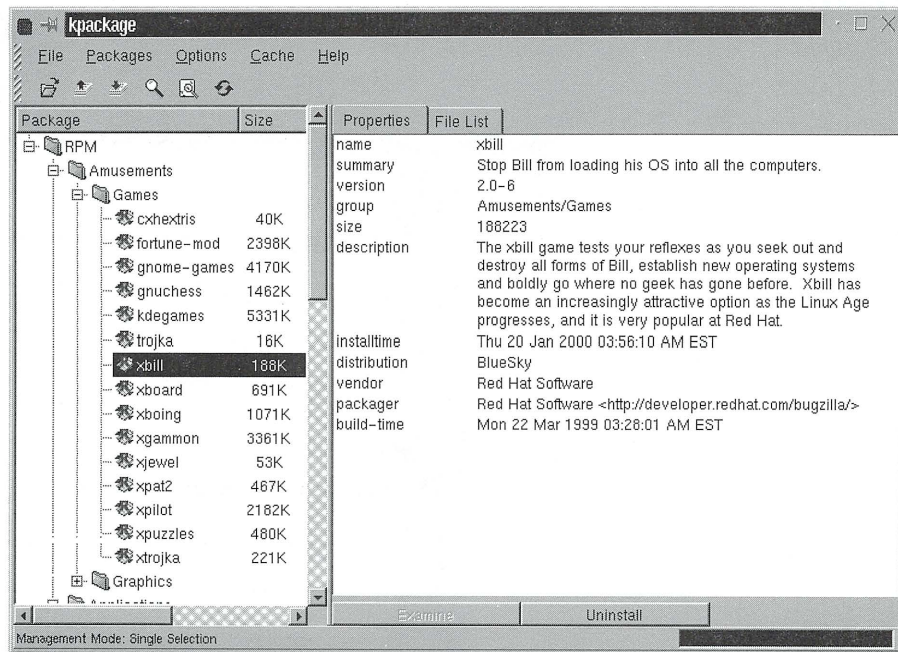 kpackage
File Packages Options Cache Help
Package Size
RPM
Amusements
Games
cxhextris 40K
fortune-mod 2398K
gnome-games 4170K
gnuchess 1462K
kdegames 5331K
trojka 16K
xbill 188K
xboard 691K
xboing 1071K
xgammon 3361K
xjewel 53K
xpat2 467K
xpilot 2182K
xpuzzles 480K
xtrojka 221K
Graphics
Applications
Properties File List
name xbill
summary Stop Bill from loading his OS into all the computers.
version 2.0-6
group Amusements/Games
size 188223
description The xbill game tests your reflexes as you seek out and
destroy all forms of Bill, establish new operating systems
and boldly go where no geek has gone before. Xbill has
become an increasingly attractive option as the Linux Age
progresses, and it is very popular at Red Hat.
installtime Thu 20 Jan 2000 03:56:10 AM EST
distribution BlueSky
vendor Red Hat Software
packager Red Hat Software <http://developer.redhat.com/bugzilla/>
build-time Mon 22 Mar 1999 03:28:01 AM EST
Examine Uninstall
Management Mode: Single Selection